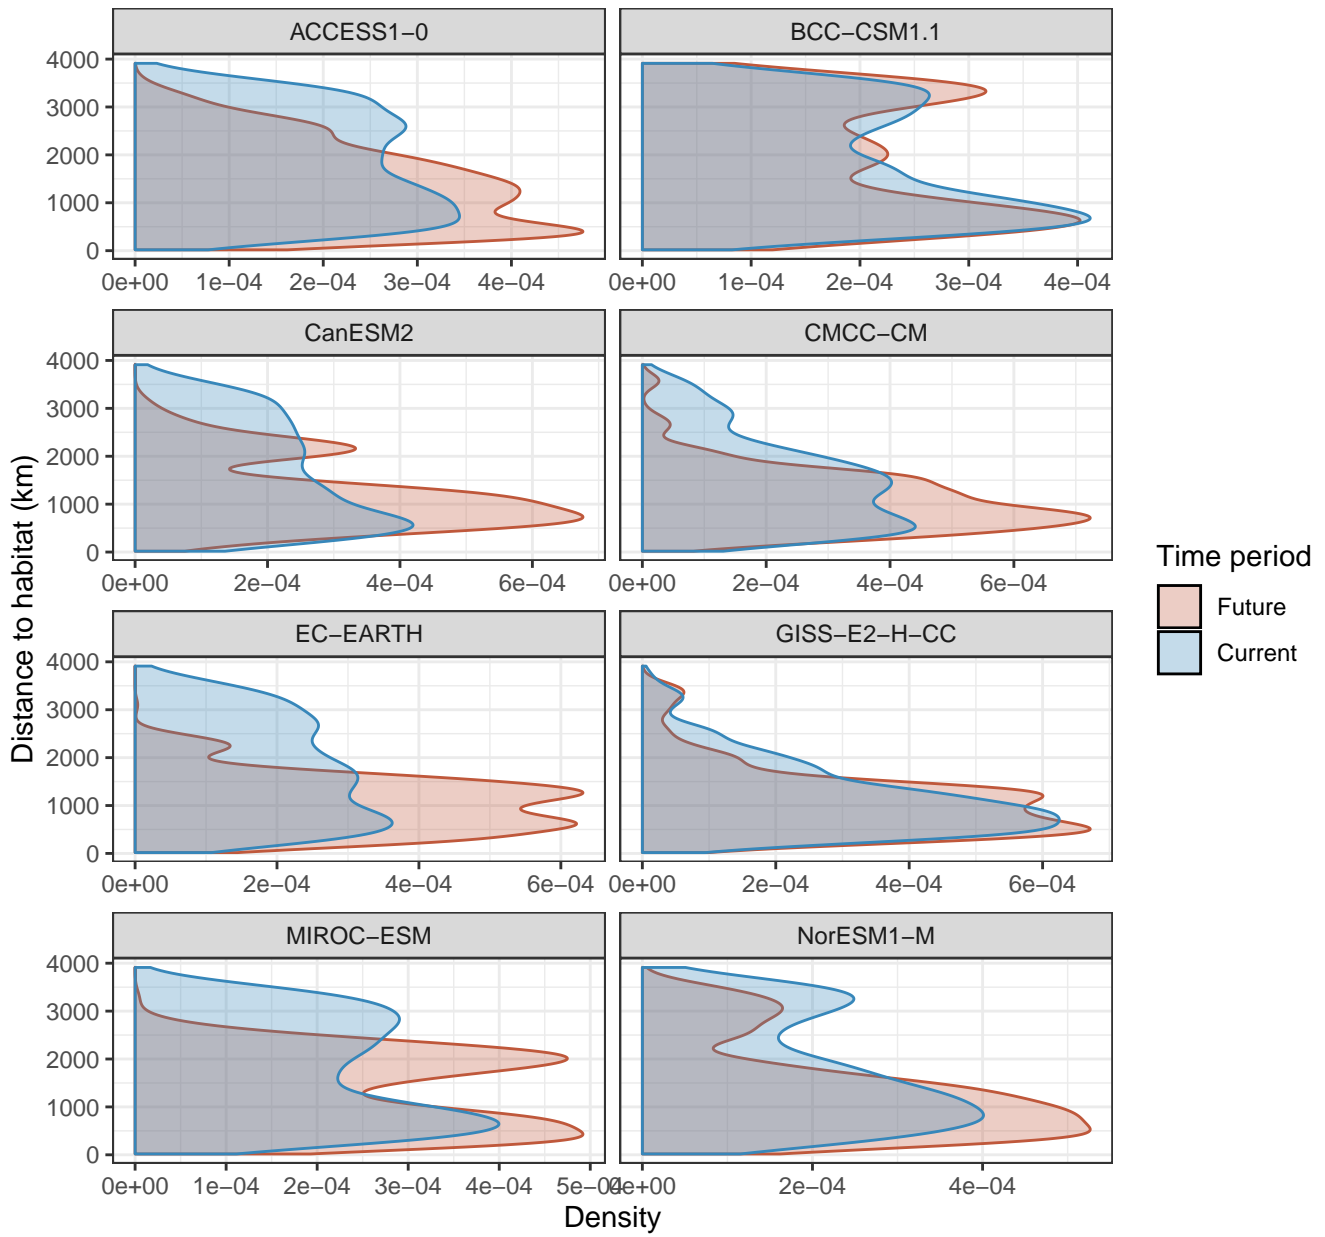 ACCESS1−0
BCC−CSM1.1
4000
3000
2000
1000
0
0e+00 1e−04 2e−04 3e−04 4e−04
0e+00 1e−04 2e−04 3e−04 4e−04
CanESM2
CMCC−CM
4000
3000
2000
1000
0
0e+00 2e−04 4e−04 6e−04
0e+00 2e−04 4e−04 6e−04
EC−EARTH
GISS−E2−H−CC
4000
3000
2000
1000
0
0e+00 2e−04 4e−04 6e−04
0e+00 2e−04 4e−04 6e−04
MIROC−ESM
NorESM1−M
4000
3000
2000
1000
0
0e+00 1e−04 2e−04 3e−04 4e−04 5e−04
0e+00 2e−04 4e−04
Distance to habitat (km)
Density
Time period
Future
Current